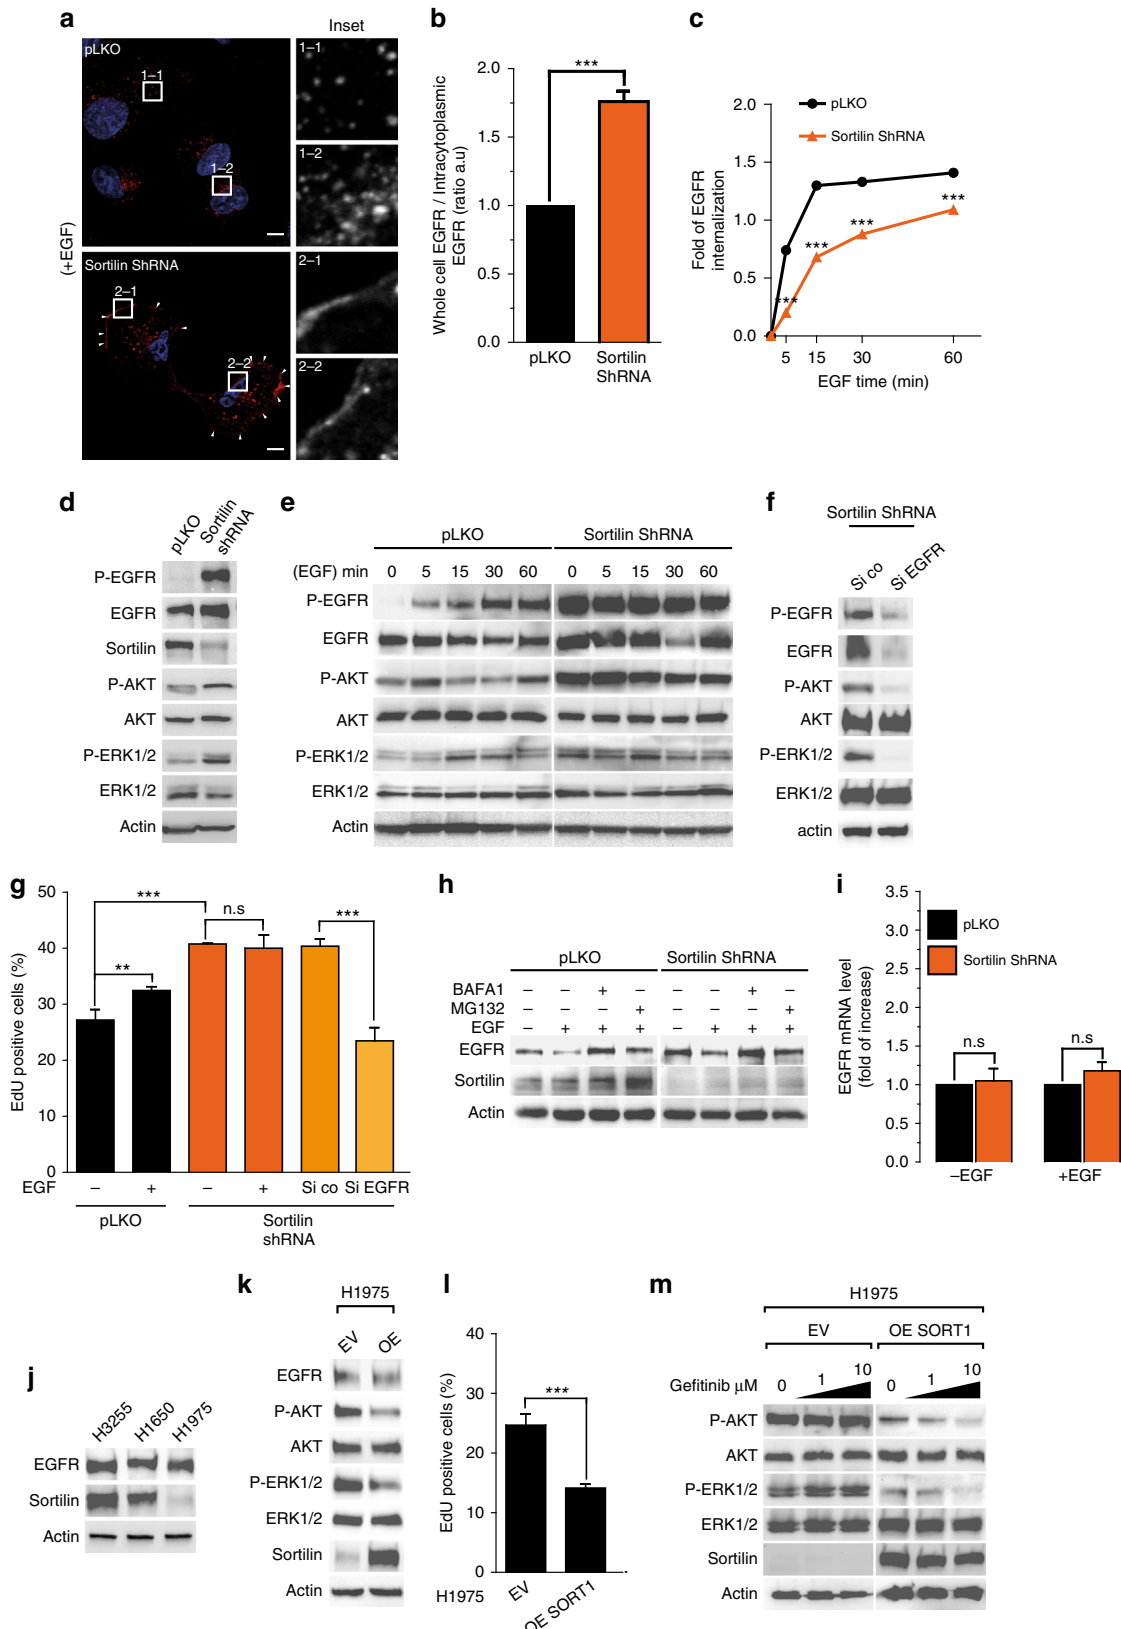 a
Inset
(+EGF)
pLKO
1–1
1–2
1–1
1–2
Sortilin ShRNA
2–1
2–2
2–1
2–2
b
Whole cell EGFR / Intracytoplasmic
EGFR (ratio a.u)
2.0
1.5
1.0
0.5
0.0
***
pLKO
Sortilin
ShRNA
c
Fold of EGFR
internalization
2.0
1.5
1.0
0.5
0.0
pLKO
Sortilin ShRNA
***
***
***
***
5 15 30 60
EGF time (min)
d
pLKO
Sortilin
shRNA
P-EGFR
EGFR
Sortilin
P-AKT
AKT
P-ERK1/2
ERK1/2
Actin
e
pLKO
Sortilin ShRNA
(EGF) min 0 5 15 30 60 0 5 15 30 60
P-EGFR
EGFR
P-AKT
AKT
P-ERK1/2
ERK1/2
Actin
f
Sortilin ShRNA
Si co
Si EGFR
P-EGFR
EGFR
P-AKT
AKT
P-ERK1/2
ERK1/2
actin
g
EdU positive cells (%)
50
40
30
20
10
0
***
**
n.s
***
EGF – + – + Si co Si EGFR
pLKO
Sortilin
shRNA
h
pLKO
Sortilin ShRNA
BAFA1 – – + – – – + –
MG132 – – – + – – – +
EGF – + + + – + + +
EGFR
Sortilin
Actin
i
EGFR mRNA level
(fold of increase)
3.5
3.0
2.5
2.0
1.5
1.0
0.5
0.0
pLKO
Sortilin ShRNA
n.s
n.s
–EGF
+EGF
j
H3255
H1650
H1975
EGFR
Sortilin
Actin
k
H1975
EV
OE
EGFR
P-AKT
AKT
P-ERK1/2
ERK1/2
Sortilin
Actin
l
EdU positive cells (%)
40
30
20
10
0
***
H1975
EV
OE SORT1
m
H1975
EV
OE SORT1
Gefitinib μM 0 1 10 0 1 10
P-AKT
AKT
P-ERK1/2
ERK1/2
Sortilin
Actin